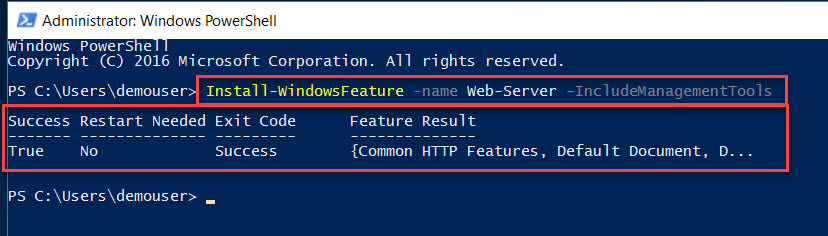 Administrator: Windows PowerShell
Windows PowerShell
Copyright (C) 2016 Microsoft Corporation. All rights reserved.
PS C:\Users\demouser> Install-WindowsFeature -name Web-Server -IncludeManagementTools
Success Restart Needed Exit Code      Feature Result
------- -------------- ---------      --------------
True    No             Success        {Common HTTP Features, Default Document, D...
PS C:\Users\demouser>